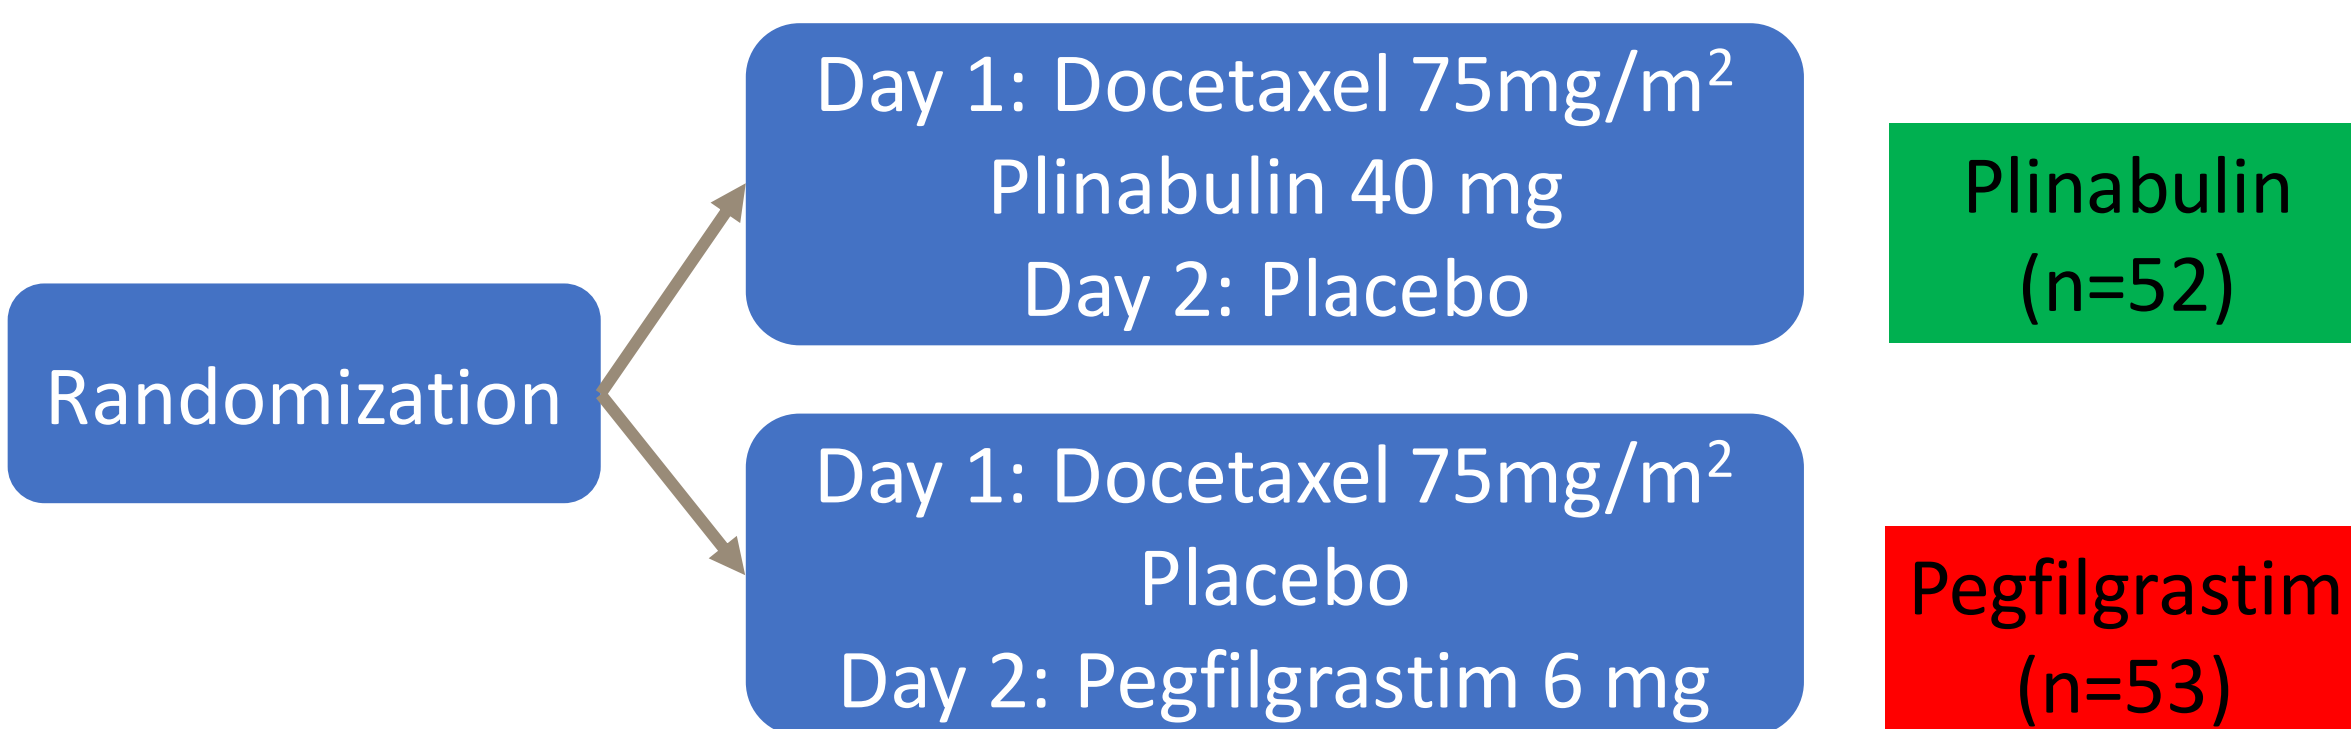 Randomization
Day 1: Docetaxel 75mg/m²
Plinabulin 40 mg
Day 2: Placebo
Plinabulin
(n=52)
Day 1: Docetaxel 75mg/m²
Placebo
Day 2: Pegfilgrastim 6 mg
Pegfilgrastim
(n=53)